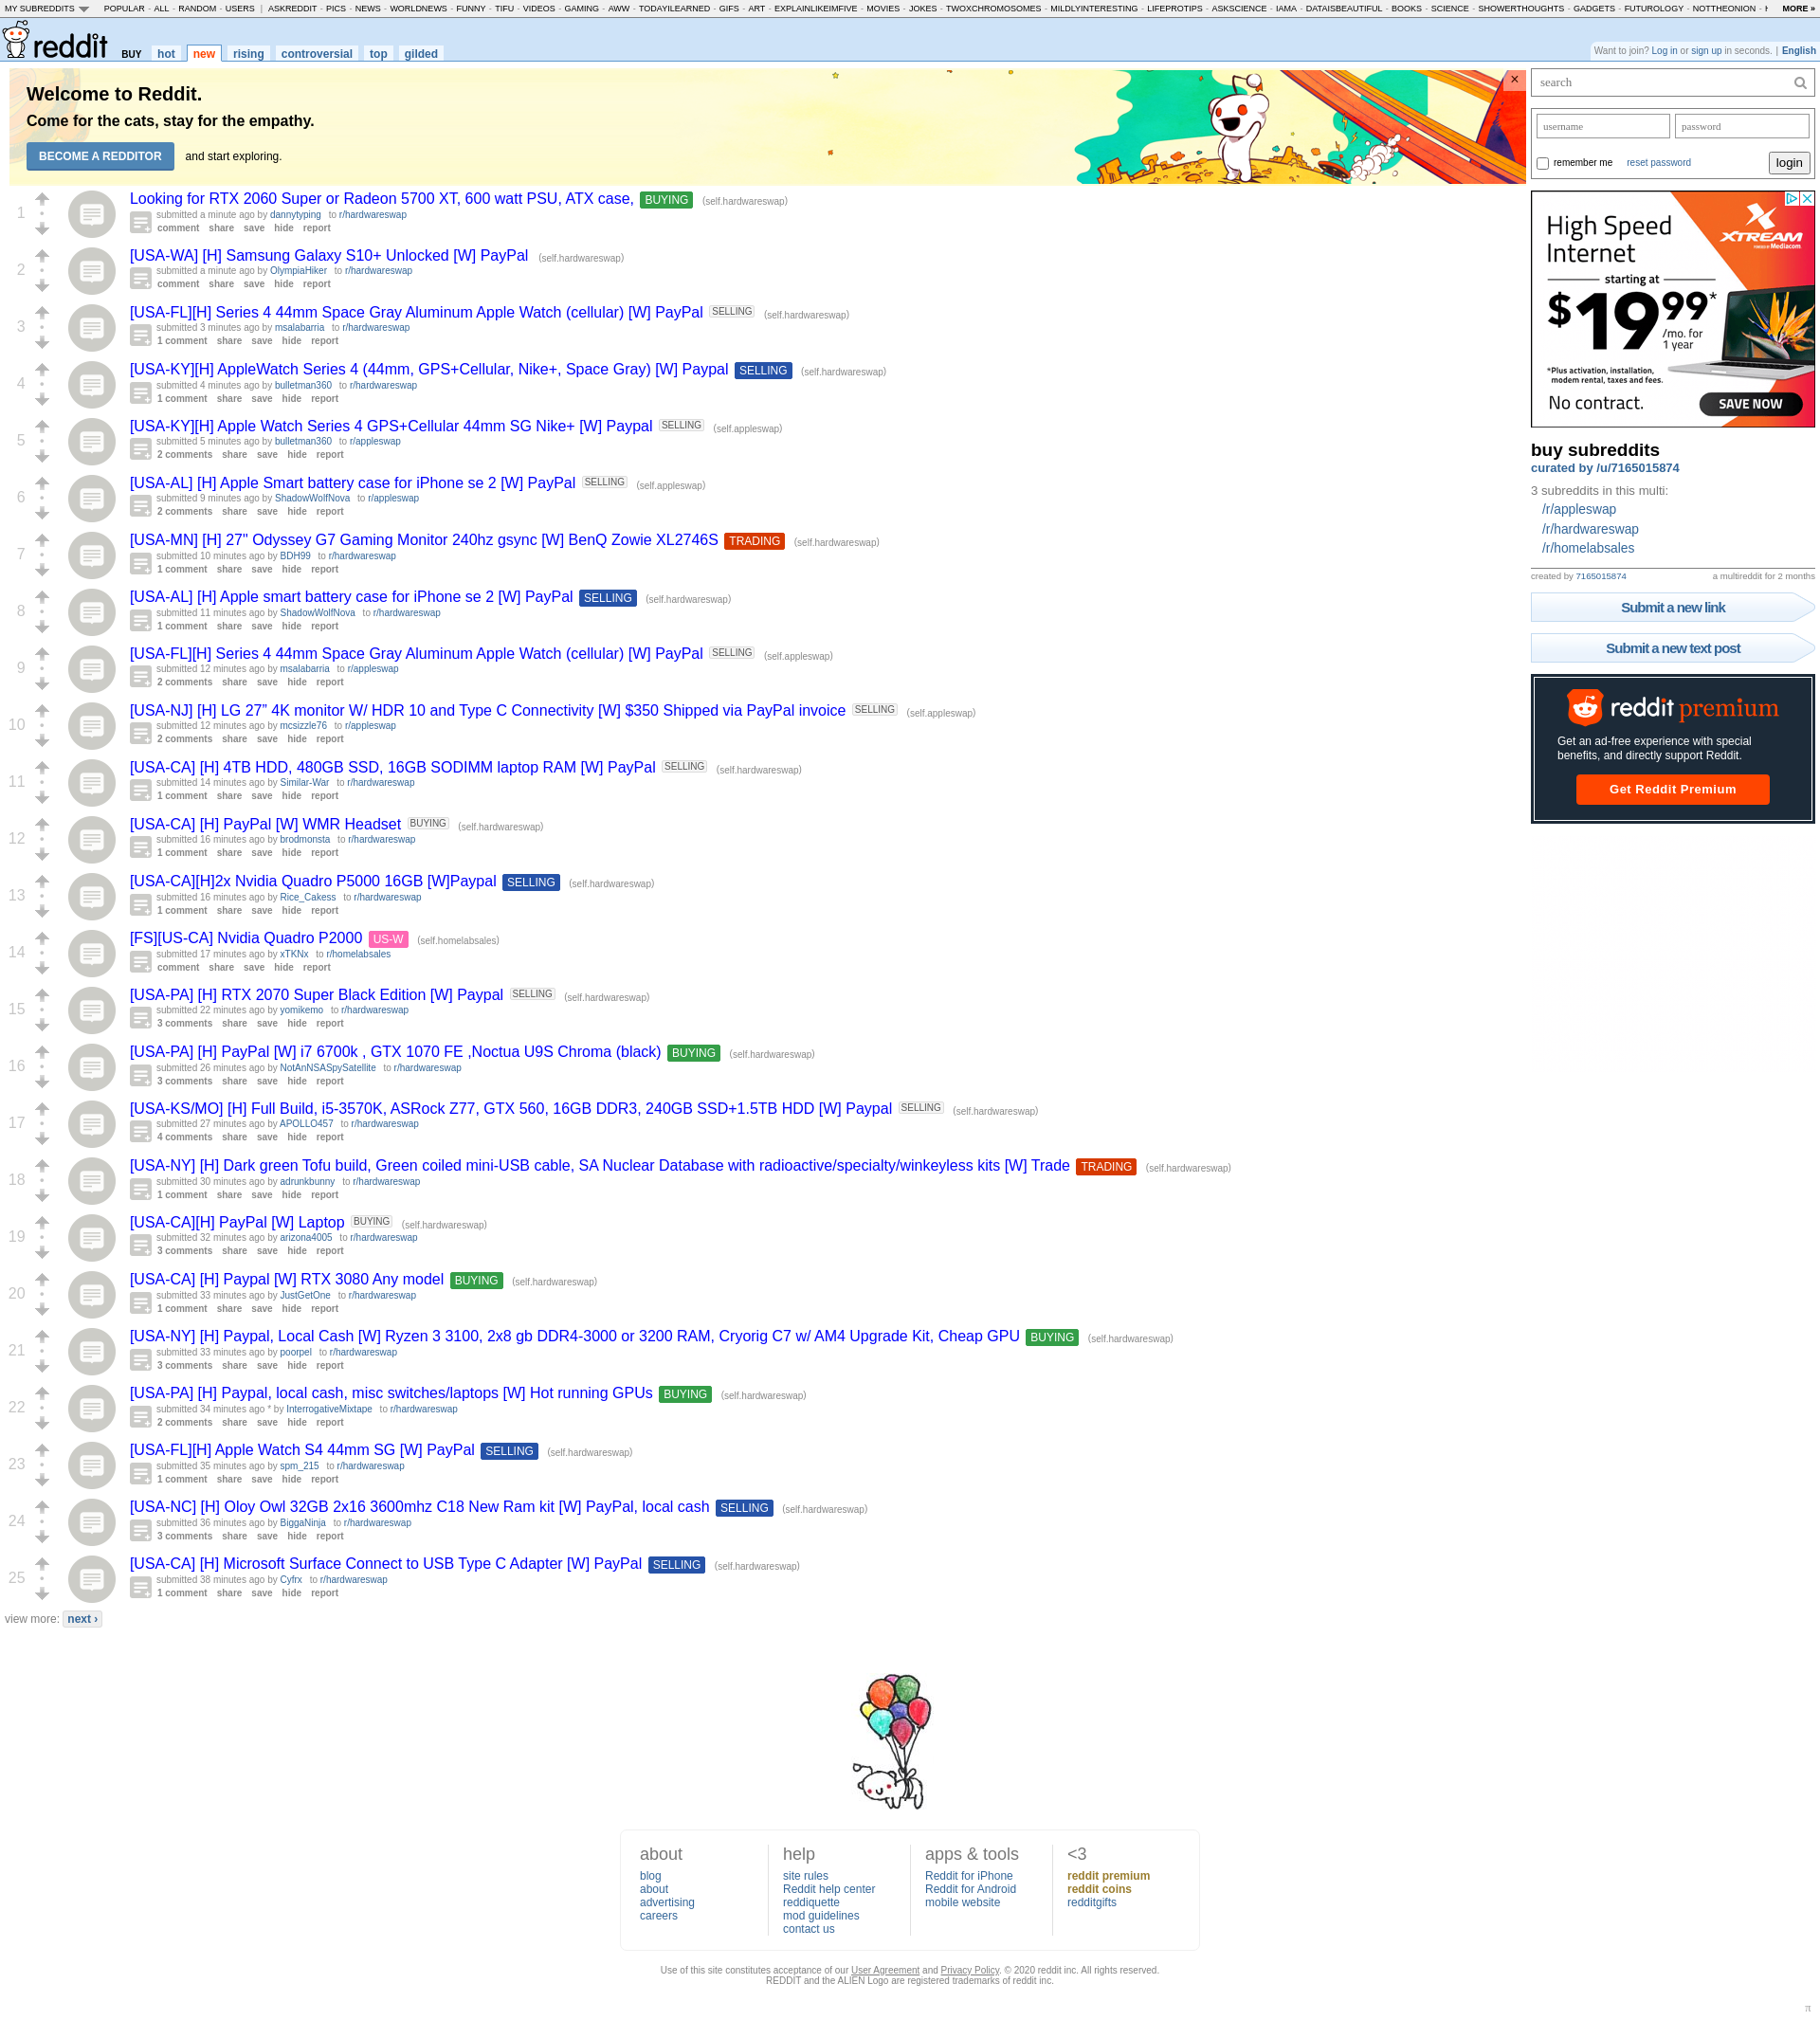 MY SUBREDDITS POPULAR - ALL - RANDOM - USERS | ASKREDDIT - PICS - NEWS - WORLDNEWS - FUNNY - TIFU - VIDEOS - GAMING - AWW - TODAYILEARNED - GIFS - ART - EXPLAINLIKEIMFIVE - MOVIES - JOKES - TWOXCHROMOSOMES - MILDLYINTERESTING - LIFEPROTIPS - ASKSCIENCE - IAMA - DATAISBEAUTIFUL - BOOKS - SCIENCE - SHOWERTHOUGHTS - GADGETS - FUTUROLOGY - NOTTHEONION - MORE »
reddit BUY hot new rising controversial top gilded
Want to join? Log in or sign up in seconds. | English
Welcome to Reddit.
Come for the cats, stay for the empathy.
BECOME A REDDITOR and start exploring.
×
1 Looking for RTX 2060 Super or Radeon 5700 XT, 600 watt PSU, ATX case, BUYING (self.hardwareswap)
submitted a minute ago by dannytyping to r/hardwareswap
comment share save hide report
2 [USA-WA] [H] Samsung Galaxy S10+ Unlocked [W] PayPal (self.hardwareswap)
submitted a minute ago by OlympiaHiker to r/hardwareswap
comment share save hide report
3 [USA-FL][H] Series 4 44mm Space Gray Aluminum Apple Watch (cellular) [W] PayPal SELLING (self.hardwareswap)
submitted 3 minutes ago by msalabarria to r/hardwareswap
1 comment share save hide report
4 [USA-KY][H] AppleWatch Series 4 (44mm, GPS+Cellular, Nike+, Space Gray) [W] Paypal SELLING (self.hardwareswap)
submitted 4 minutes ago by bulletman360 to r/hardwareswap
1 comment share save hide report
5 [USA-KY][H] Apple Watch Series 4 GPS+Cellular 44mm SG Nike+ [W] Paypal SELLING (self.appleswap)
submitted 5 minutes ago by bulletman360 to r/appleswap
2 comments share save hide report
6 [USA-AL] [H] Apple Smart battery case for iPhone se 2 [W] PayPal SELLING (self.appleswap)
submitted 9 minutes ago by ShadowWolfNova to r/appleswap
2 comments share save hide report
7 [USA-MN] [H] 27" Odyssey G7 Gaming Monitor 240hz gsync [W] BenQ Zowie XL2746S TRADING (self.hardwareswap)
submitted 10 minutes ago by BDH99 to r/hardwareswap
1 comment share save hide report
8 [USA-AL] [H] Apple smart battery case for iPhone se 2 [W] PayPal SELLING (self.hardwareswap)
submitted 11 minutes ago by ShadowWolfNova to r/hardwareswap
1 comment share save hide report
9 [USA-FL][H] Series 4 44mm Space Gray Aluminum Apple Watch (cellular) [W] PayPal SELLING (self.appleswap)
submitted 12 minutes ago by msalabarria to r/appleswap
2 comments share save hide report
10 [USA-NJ] [H] LG 27” 4K monitor W/ HDR 10 and Type C Connectivity [W] $350 Shipped via PayPal invoice SELLING (self.appleswap)
submitted 12 minutes ago by mcsizzle76 to r/appleswap
2 comments share save hide report
11 [USA-CA] [H] 4TB HDD, 480GB SSD, 16GB SODIMM laptop RAM [W] PayPal SELLING (self.hardwareswap)
submitted 14 minutes ago by Similar-War to r/hardwareswap
1 comment share save hide report
12 [USA-CA] [H] PayPal [W] WMR Headset BUYING (self.hardwareswap)
submitted 16 minutes ago by brodmonsta to r/hardwareswap
1 comment share save hide report
13 [USA-CA][H]2x Nvidia Quadro P5000 16GB [W]Paypal SELLING (self.hardwareswap)
submitted 16 minutes ago by Rice_Cakess to r/hardwareswap
1 comment share save hide report
14 [FS][US-CA] Nvidia Quadro P2000 US-W (self.homelabsales)
submitted 17 minutes ago by xTKNx to r/homelabsales
comment share save hide report
15 [USA-PA] [H] RTX 2070 Super Black Edition [W] Paypal SELLING (self.hardwareswap)
submitted 22 minutes ago by yomikemo to r/hardwareswap
3 comments share save hide report
16 [USA-PA] [H] PayPal [W] i7 6700k , GTX 1070 FE ,Noctua U9S Chroma (black) BUYING (self.hardwareswap)
submitted 26 minutes ago by NotAnNSASpySatellite to r/hardwareswap
3 comments share save hide report
17 [USA-KS/MO] [H] Full Build, i5-3570K, ASRock Z77, GTX 560, 16GB DDR3, 240GB SSD+1.5TB HDD [W] Paypal SELLING (self.hardwareswap)
submitted 27 minutes ago by APOLLO457 to r/hardwareswap
4 comments share save hide report
18 [USA-NY] [H] Dark green Tofu build, Green coiled mini-USB cable, SA Nuclear Database with radioactive/specialty/winkeyless kits [W] Trade TRADING (self.hardwareswap)
submitted 30 minutes ago by adrunkbunny to r/hardwareswap
1 comment share save hide report
19 [USA-CA][H] PayPal [W] Laptop BUYING (self.hardwareswap)
submitted 32 minutes ago by arizona4005 to r/hardwareswap
3 comments share save hide report
20 [USA-CA] [H] Paypal [W] RTX 3080 Any model BUYING (self.hardwareswap)
submitted 33 minutes ago by JustGetOne to r/hardwareswap
1 comment share save hide report
21 [USA-NY] [H] Paypal, Local Cash [W] Ryzen 3 3100, 2x8 gb DDR4-3000 or 3200 RAM, Cryorig C7 w/ AM4 Upgrade Kit, Cheap GPU BUYING (self.hardwareswap)
submitted 33 minutes ago by poorpel to r/hardwareswap
3 comments share save hide report
22 [USA-PA] [H] Paypal, local cash, misc switches/laptops [W] Hot running GPUs BUYING (self.hardwareswap)
submitted 34 minutes ago * by InterrogativeMixtape to r/hardwareswap
2 comments share save hide report
23 [USA-FL][H] Apple Watch S4 44mm SG [W] PayPal SELLING (self.hardwareswap)
submitted 35 minutes ago by spm_215 to r/hardwareswap
1 comment share save hide report
24 [USA-NC] [H] Oloy Owl 32GB 2x16 3600mhz C18 New Ram kit [W] PayPal, local cash SELLING (self.hardwareswap)
submitted 36 minutes ago by BiggaNinja to r/hardwareswap
3 comments share save hide report
25 [USA-CA] [H] Microsoft Surface Connect to USB Type C Adapter [W] PayPal SELLING (self.hardwareswap)
submitted 38 minutes ago by Cyfrx to r/hardwareswap
1 comment share save hide report
view more: next ›
search
username password
remember me reset password login
High Speed
Internet
XTREAM
POWERED BY Mediacom
starting at
$19.99*
/mo. for
1 year
*Plus activation, installation,
modem rental, taxes and fees.
No contract. SAVE NOW
buy subreddits
curated by /u/7165015874
3 subreddits in this multi:
/r/appleswap
/r/hardwareswap
/r/homelabsales
created by 7165015874 a multireddit for 2 months
Submit a new link
Submit a new text post
reddit premium
Get an ad-free experience with special
benefits, and directly support Reddit.
Get Reddit Premium
about
blog
about
advertising
careers
help
site rules
Reddit help center
reddiquette
mod guidelines
contact us
apps & tools
Reddit for iPhone
Reddit for Android
mobile website
<3
reddit premium
reddit coins
redditgifts
Use of this site constitutes acceptance of our User Agreement and Privacy Policy. © 2020 reddit inc. All rights reserved.
REDDIT and the ALIEN Logo are registered trademarks of reddit inc.
π